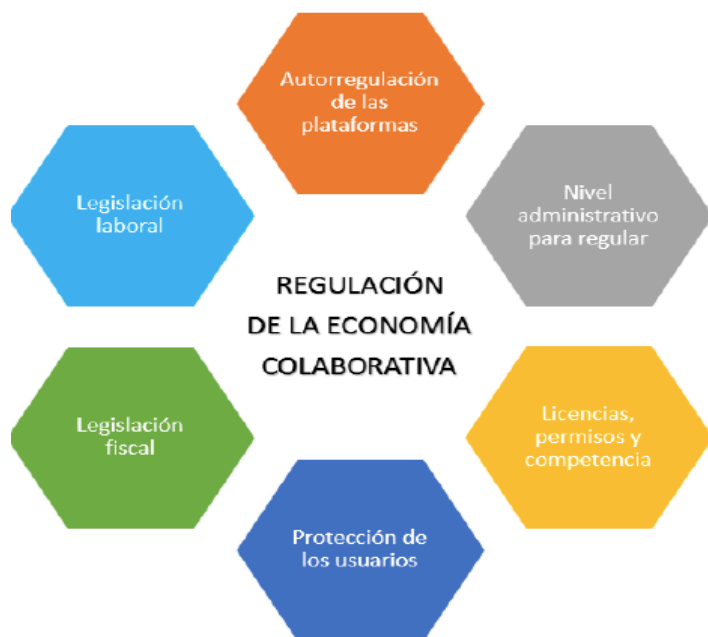 Autorregulación
de las
plataformas
Nivel
administrativo
para regular
Licencias,
permisos y
competencia
Protección de
los usuarios
Legislación
fiscal
Legislación
laboral
REGULACIÓN
DE LA ECONOMÍA
COLABORATIVA